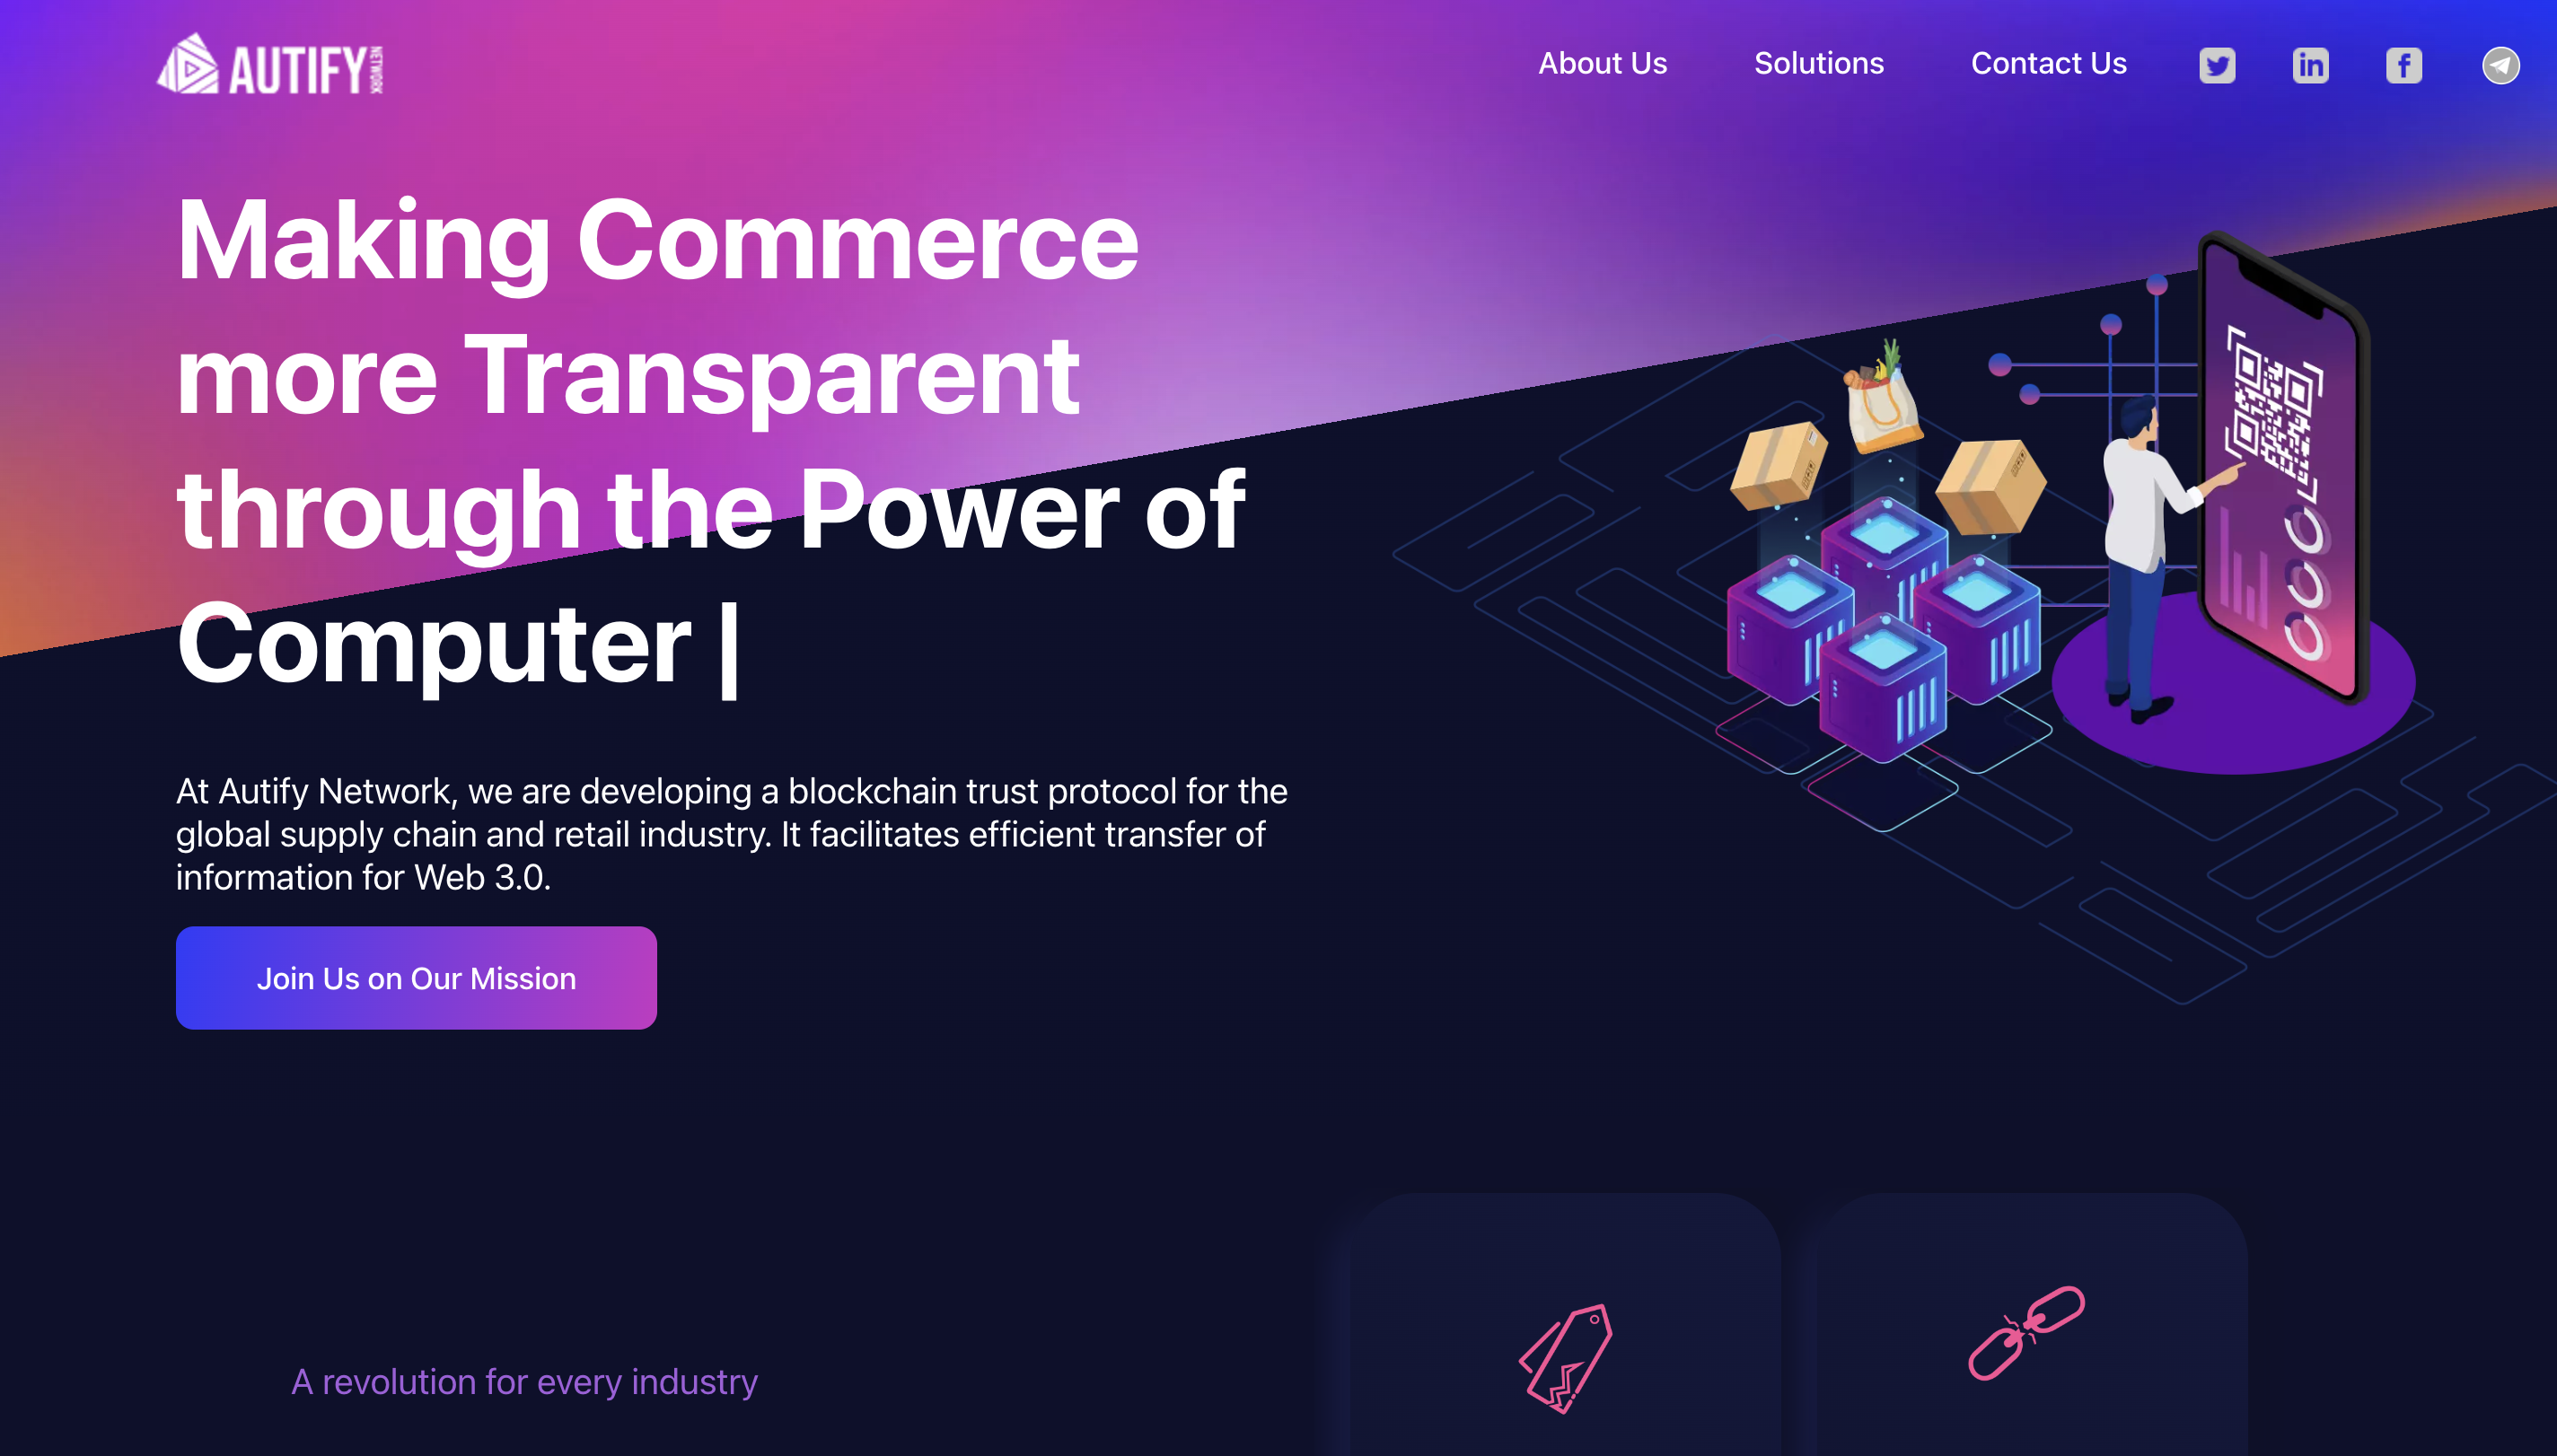 AUTIFY NETWORK
About Us
Solutions
Contact Us
Making Commerce
more Transparent
through the Power of
Computer |
At Autify Network, we are developing a blockchain trust protocol for the
global supply chain and retail industry. It facilitates efficient transfer of
information for Web 3.0.
Join Us on Our Mission
A revolution for every industry